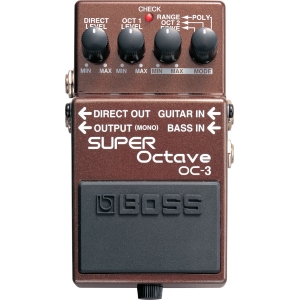 CHECK
DIRECT LEVEL
OCT 1 LEVEL
RANGE
OCT 2
DRIVE
POLY
MIN MAX MIN MAX MIN MAX MODE
DIRECT OUT GUITAR IN
OUTPUT (MONO) BASS IN
SUPER
Octave
OC-3
BOSS